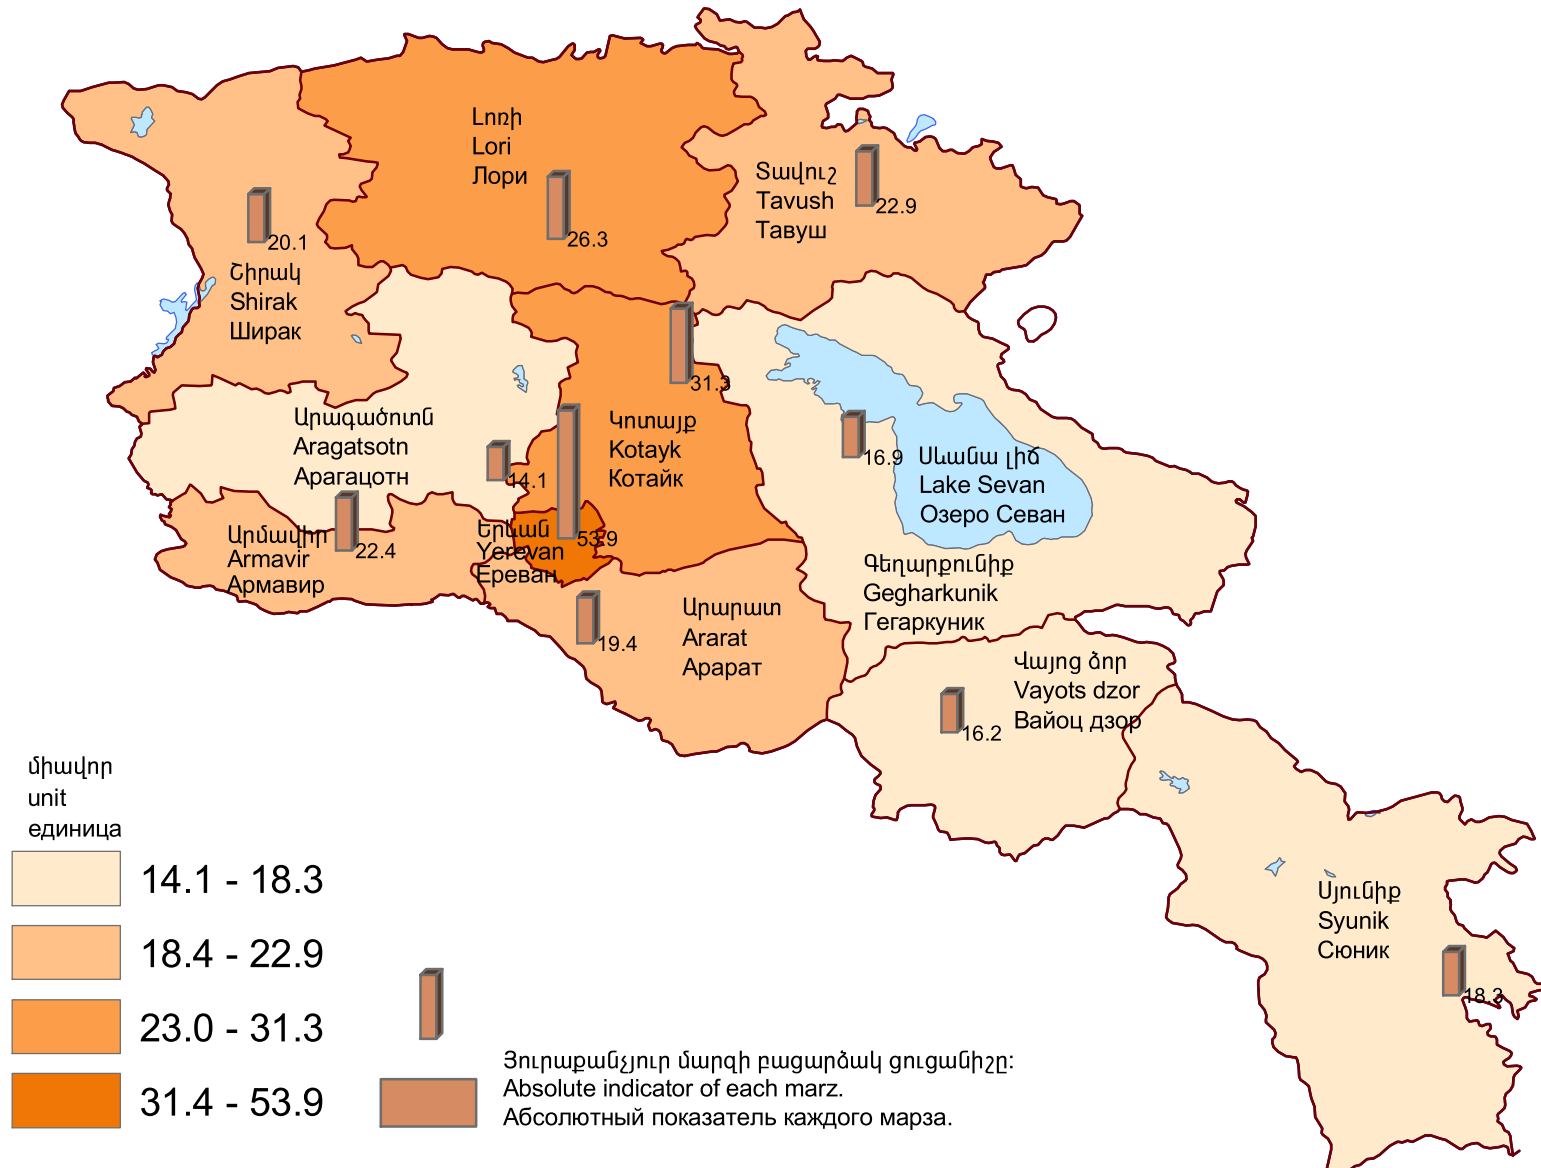 Լոռի
Lori
Лори
26.3
Տավուշ
Tavush
Тавуш
22.9
20.1
Շիրակ
Shirak
Ширак
31.3
Արագածոտն
Aragatsotn
Арагацотн
14.1
Կոտայք
Kotayk
Котайк
16.9
Սևանա լիճ
Lake Sevan
Озеро Севан
Արմավիր
Armavir
Армавир
22.4
Երևան
Yerevan
Ереван
53.9
Գեղարքունիք
Gegharkunik
Гегаркуник
Արարատ
Ararat
Арарат
19.4
Վայոց ձոր
Vayots dzor
Вайоц дзор
16.2
Սյունիք
Syunik
Сюник
18.3
միավոր
unit
единица
14.1 - 18.3
18.4 - 22.9
23.0 - 31.3
31.4 - 53.9
Յուրաքանչյուր մարզի բացարձակ ցուցանիշը:
Absolute indicator of each marz.
Абсолютный показатель каждого марза.